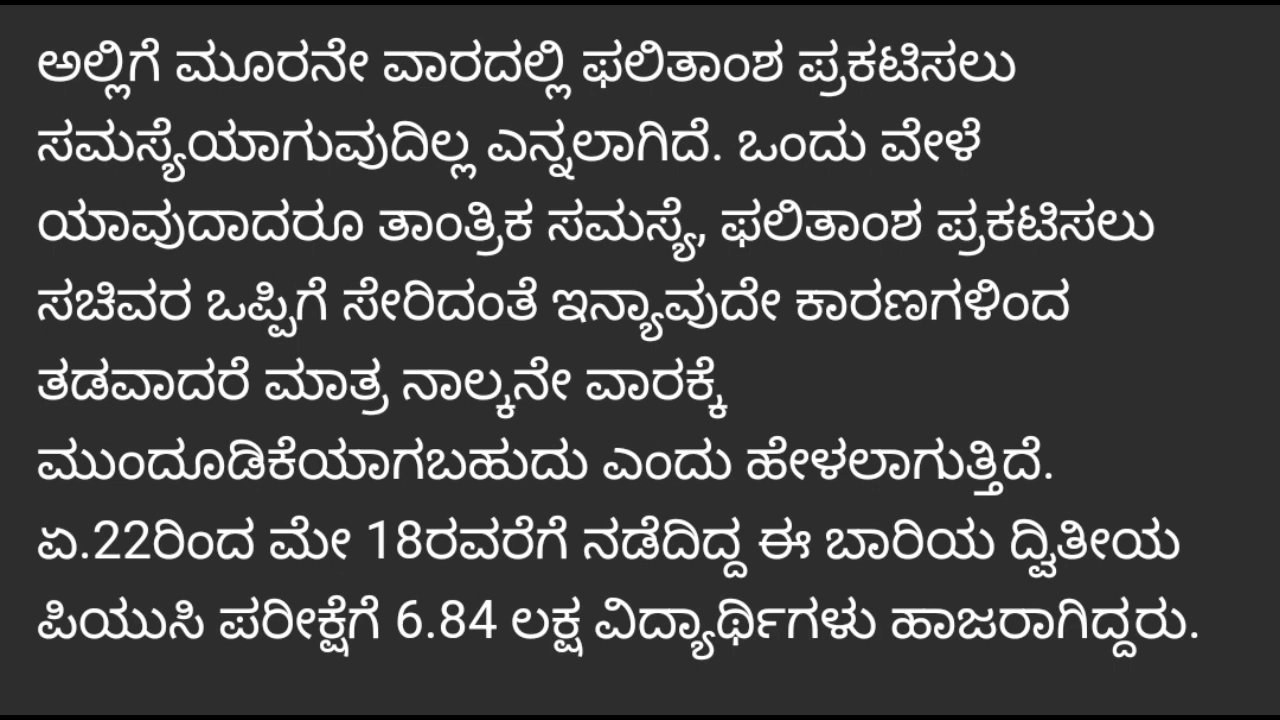 ಅಲ್ಲಿಗೆ ಮೂರನೇ ವಾರದಲ್ಲಿ ಫಲಿತಾಂಶ ಪ್ರಕಟಿಸಲು
ಸಮಸ್ಯೆಯಾಗುವುದಿಲ್ಲ ಎನ್ನಲಾಗಿದೆ. ಒಂದು ವೇಳೆ
ಯಾವುದಾದರೂ ತಾಂತ್ರಿಕ ಸಮಸ್ಯೆ, ಫಲಿತಾಂಶ ಪ್ರಕಟಿಸಲು
ಸಚಿವರ ಒಪ್ಪಿಗೆ ಸೇರಿದಂತೆ ಇನ್ಯಾವುದೇ ಕಾರಣಗಳಿಂದ
ತಡವಾದರೆ ಮಾತ್ರ ನಾಲ್ಕನೇ ವಾರಕ್ಕೆ
ಮುಂದೂಡಿಕೆಯಾಗಬಹುದು ಎಂದು ಹೇಳಲಾಗುತ್ತಿದೆ.
ಏ.22ರಿಂದ ಮೇ 18ರವರೆಗೆ ನಡೆದಿದ್ದ ಈ ಬಾರಿಯ ದ್ವಿತೀಯ
ಪಿಯುಸಿ ಪರೀಕ್ಷೆಗೆ 6.84 ಲಕ್ಷ ವಿದ್ಯಾರ್ಥಿಗಳು ಹಾಜರಾಗಿದ್ದರು.